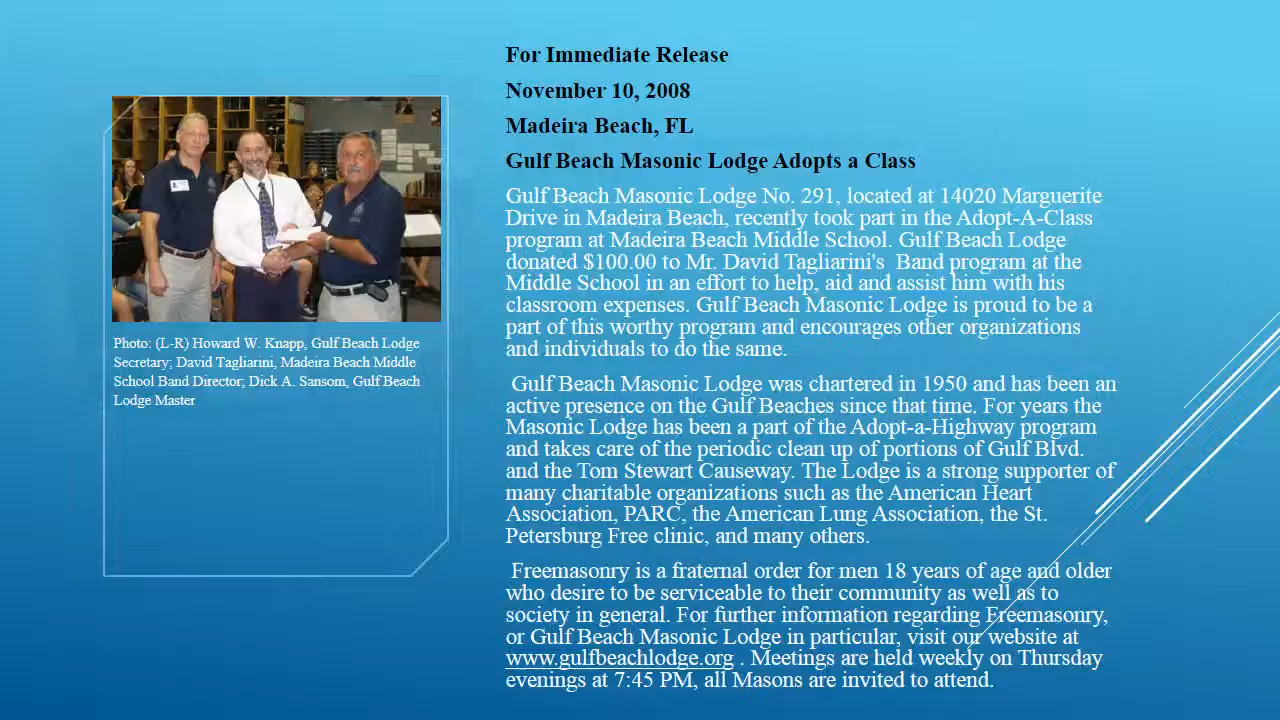 For Immediate Release
November 10, 2008
Madeira Beach, FL
Gulf Beach Masonic Lodge Adopts a Class
Gulf Beach Masonic Lodge No. 291, located at 14020 Marguerite
Drive in Madeira Beach, recently took part in the Adopt-A-Class
program at Madeira Beach Middle School. Gulf Beach Lodge
donated $100.00 to Mr. David Tagliarini's  Band program at the
Middle School in an effort to help, aid and assist him with his
classroom expenses. Gulf Beach Masonic Lodge is proud to be a
part of this worthy program and encourages other organizations
and individuals to do the same.
Gulf Beach Masonic Lodge was chartered in 1950 and has been an
active presence on the Gulf Beaches since that time. For years the
Masonic Lodge has been a part of the Adopt-a-Highway program
and takes care of the periodic clean up of portions of Gulf Blvd.
and the Tom Stewart Causeway. The Lodge is a strong supporter of
many charitable organizations such as the American Heart
Association, PARC, the American Lung Association, the St.
Petersburg Free clinic, and many others.
Freemasonry is a fraternal order for men 18 years of age and older
who desire to be serviceable to their community as well as to
society in general. For further information regarding Freemasonry,
or Gulf Beach Masonic Lodge in particular, visit our website at
www.gulfbeachlodge.org . Meetings are held weekly on Thursday
evenings at 7:45 PM, all Masons are invited to attend.
Photo: (L-R) Howard W. Knapp, Gulf Beach Lodge
Secretary; David Tagliarini, Madeira Beach Middle
School Band Director; Dick A. Sansom, Gulf Beach
Lodge Master